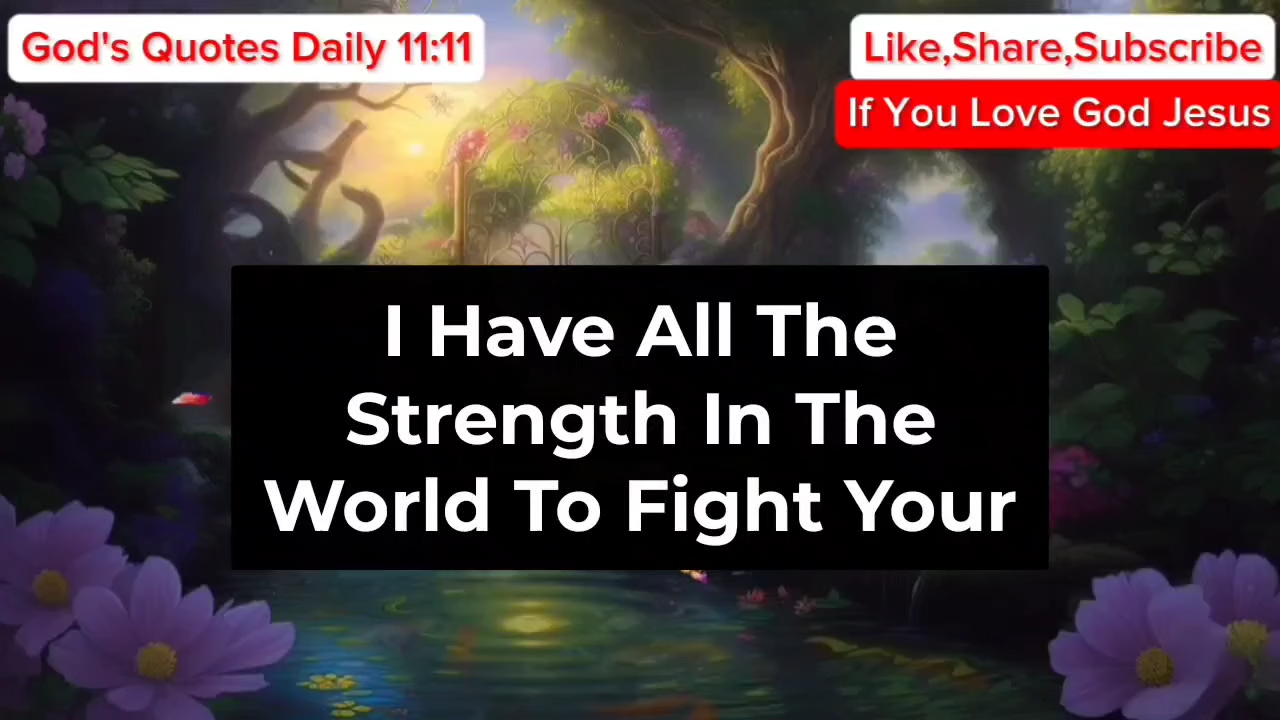 God's Quotes Daily 11:11
Like,Share,Subscribe
If You Love God Jesus
I Have All The
Strength In The
World To Fight Your